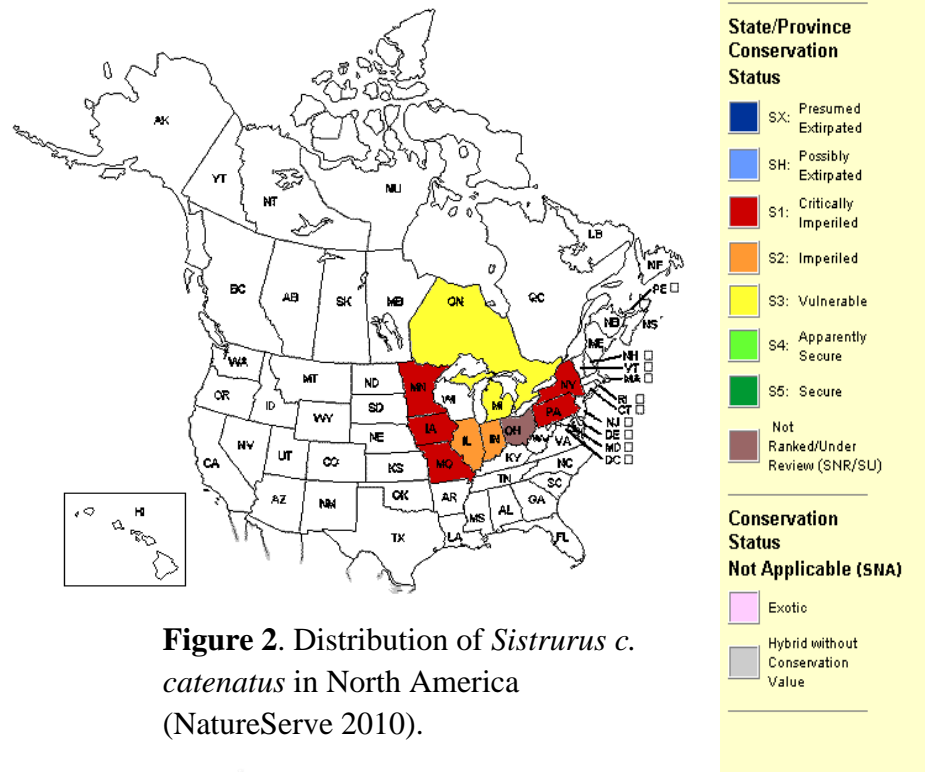 AK
YT
NT
NU
BC
AB
SK
MB
ON
QC
LB
NF
PE
NB
NS
ME
NH
VT
MA
RI
CT
NJ
DE
MD
DC
WA
OR
ID
MT
ND
SD
WY
NE
NV
UT
CO
KS
CA
AZ
NM
OK
TX
MN
WI
MI
IA
IL
IN
OH
MO
NY
PA
WV
VA
KY
NC
TN
SC
AR
MS
AL
GA
LA
FL
HI
State/Province
Conservation
Status
SX: Presumed
Extirpated
SH: Possibly
Extirpated
S1: Critically
Imperiled
S2: Imperiled
S3: Vulnerable
S4: Apparently
Secure
S5: Secure
Not
Ranked/Under
Review (SNR/SU)
Conservation
Status
Not Applicable (SNA)
Exotic
Hybrid without
Conservation
Value
Figure 2. Distribution of Sistrurus c.
catenatus in North America
(NatureServe 2010).